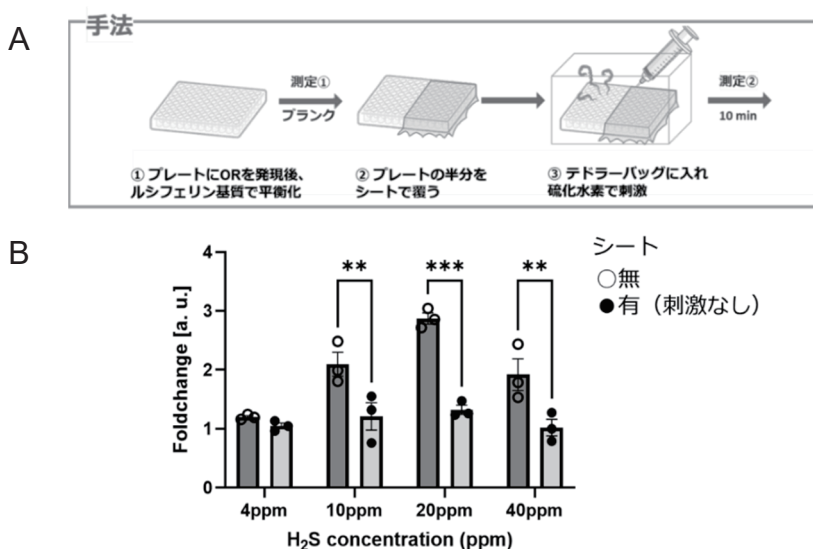 A
手法
測定①
ブランク
測定②
10 min
① プレートにORを発現後、
ルシフェリン基質で平衡化
② プレートの半分を
シートで覆う
③ テドラーバッグに入れ
硫化水素で刺激
B
Foldchange [a. u.]
4
3
2
1
0
**
***
**
4ppm
10ppm
20ppm
40ppm
H₂S concentration (ppm)
シート
○無
●有（刺激なし）